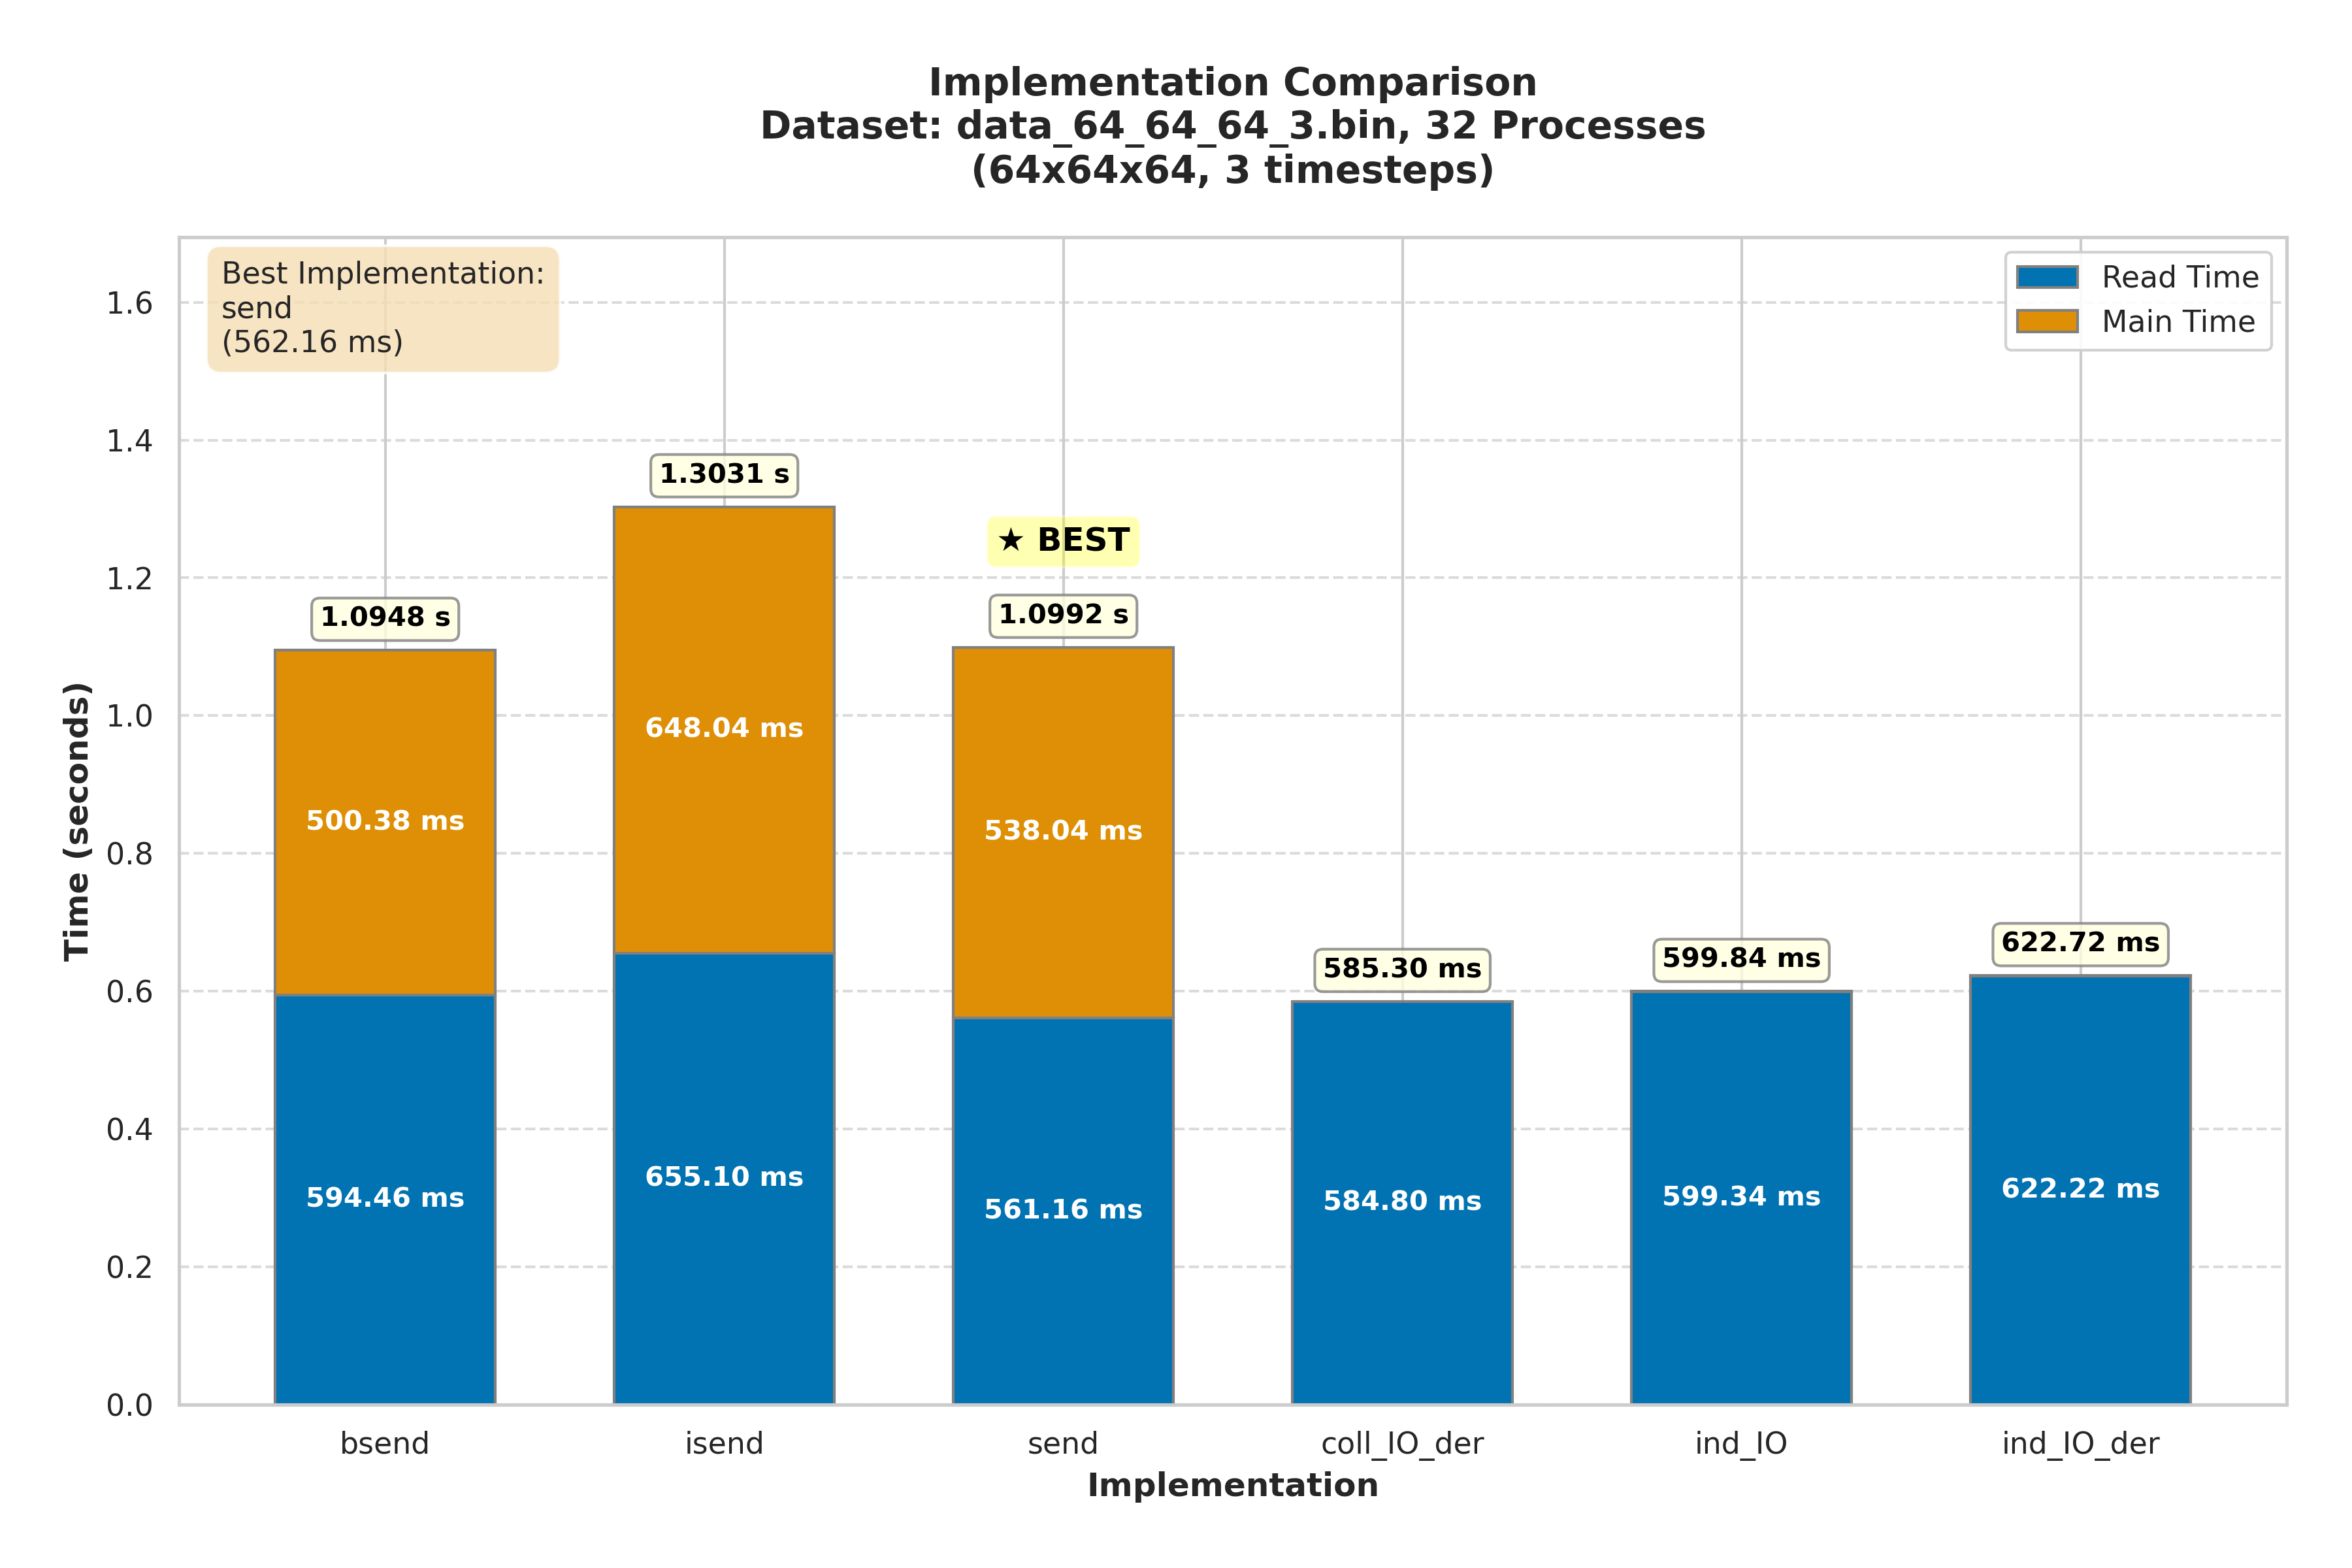 Implementation Comparison
Dataset: data_64_64_64_3.bin, 32 Processes
(64x64x64, 3 timesteps)
Best Implementation:
send
(562.16 ms)
Read Time
Main Time
Time (seconds)
1.6
1.4
1.2
1.0
0.8
0.6
0.4
0.2
0.0
1.0948 s
500.38 ms
594.46 ms
1.3031 s
648.04 ms
655.10 ms
★ BEST
1.0992 s
538.04 ms
561.16 ms
585.30 ms
584.80 ms
599.84 ms
599.34 ms
622.72 ms
622.22 ms
bsend
isend
send
coll_IO_der
ind_IO
ind_IO_der
Implementation